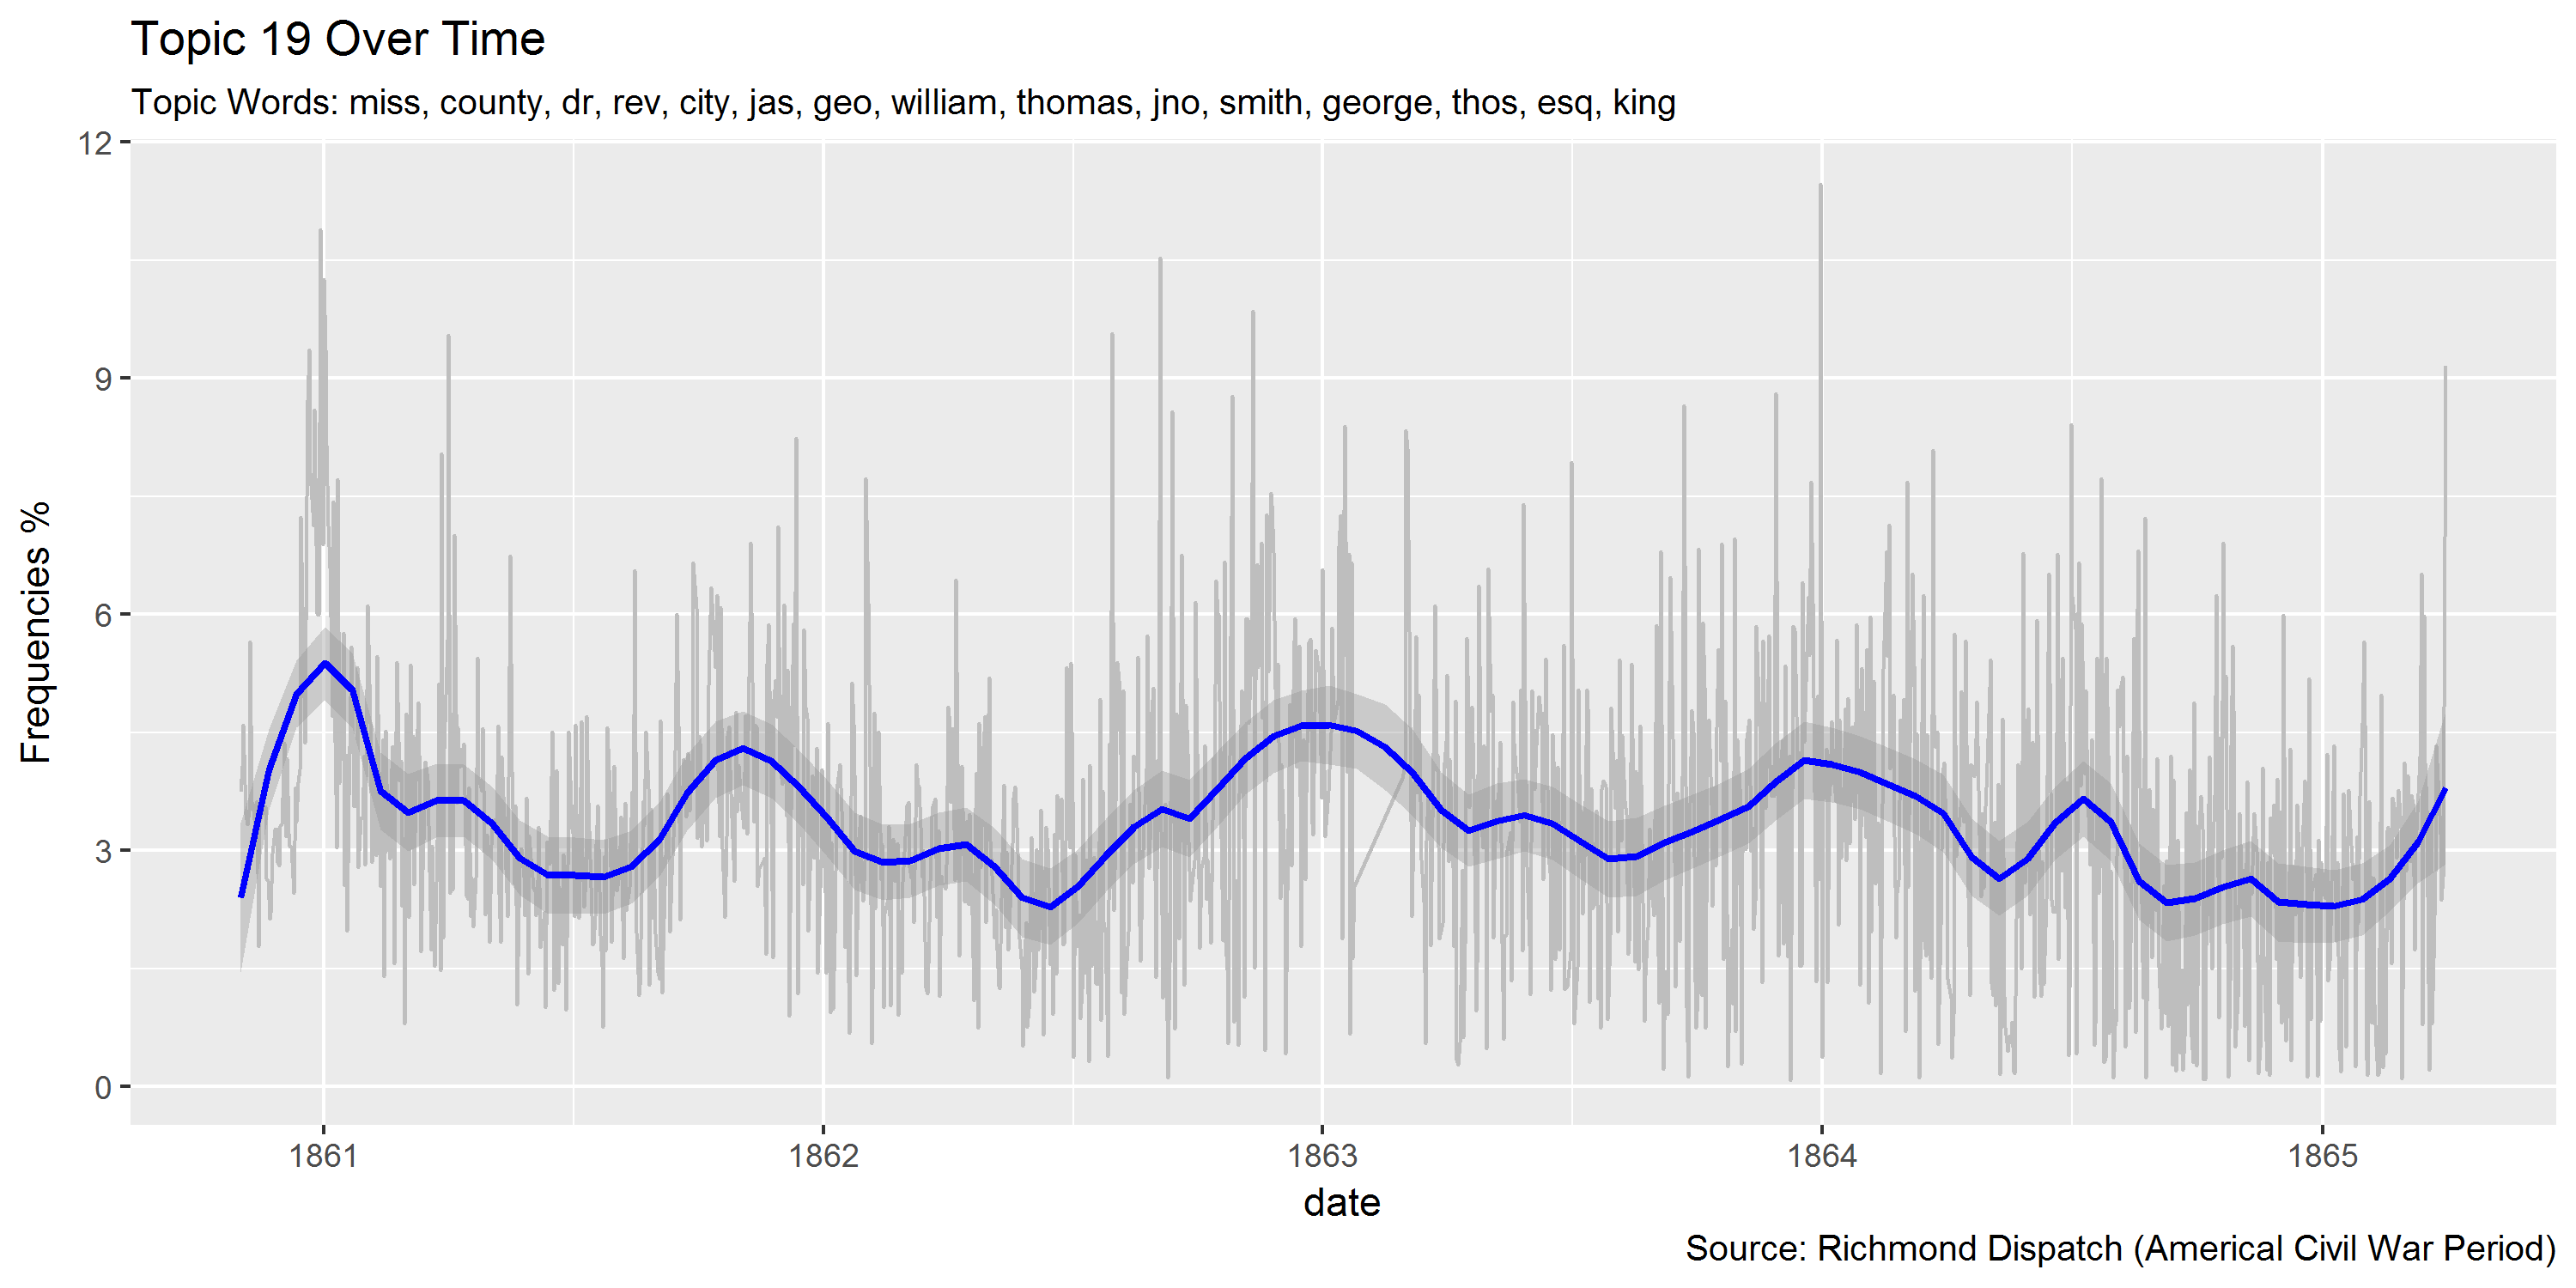 Topic 19 Over Time
Topic Words: miss, county, dr, rev, city, jas, geo, william, thomas, jno, smith, george, thos, esq, king
12
9
6
3
0
Frequencies %
1861 1862 1863 1864 1865
date
Source: Richmond Dispatch (Americal Civil War Period)